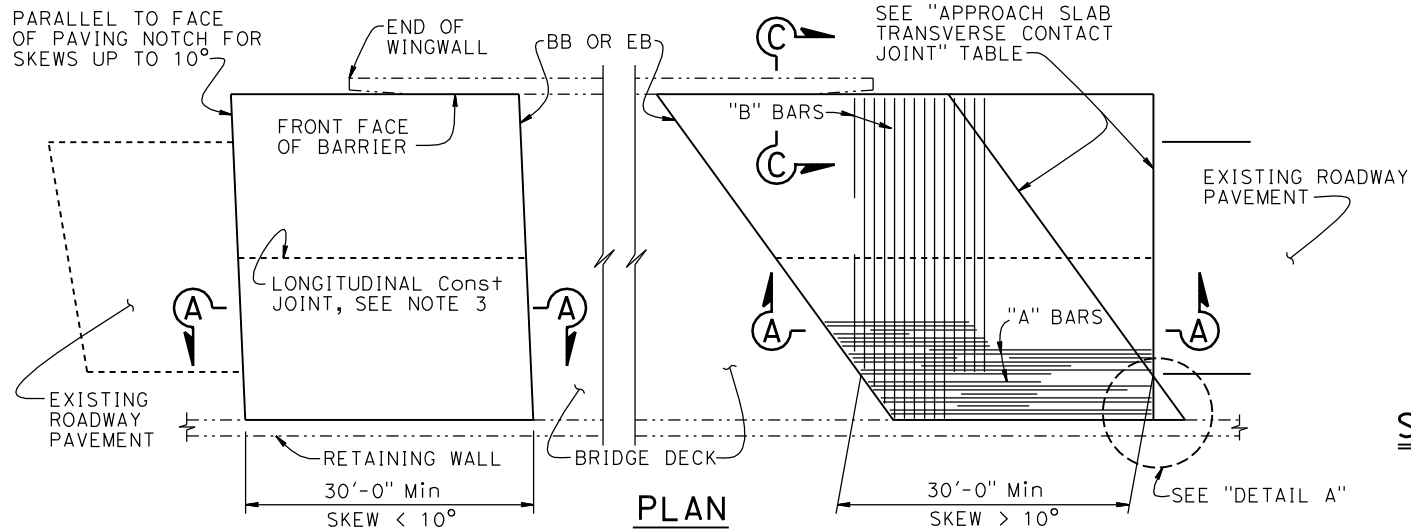 PARALLEL TO FACE
OF PAVING NOTCH FOR
SKEWS UP TO 10°
END OF
WINGWALL
BB OR EB
C
SEE "APPROACH SLAB
TRANSVERSE CONTACT
JOINT" TABLE
"B" BARS
FRONT FACE
OF BARRIER
C
EXISTING ROADWAY
PAVEMENT
LONGITUDINAL Const
JOINT, SEE NOTE 3
A
A
A
A
"A" BARS
EXISTING
ROADWAY
PAVEMENT
RETAINING WALL
BRIDGE DECK
S
30'-0" Min
SKEW < 10°
PLAN
30'-0" Min
SKEW > 10°
SEE "DETAIL A"